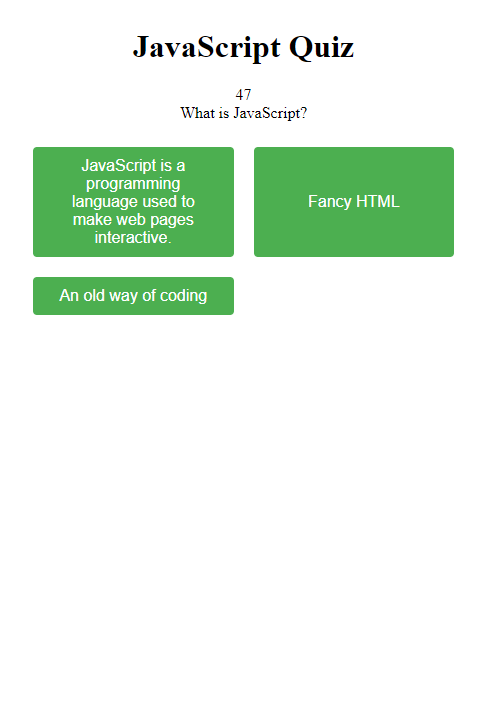 JavaScript Quiz
47
What is JavaScript?
JavaScript is a
programming
language used to
make web pages
interactive.
Fancy HTML
An old way of coding